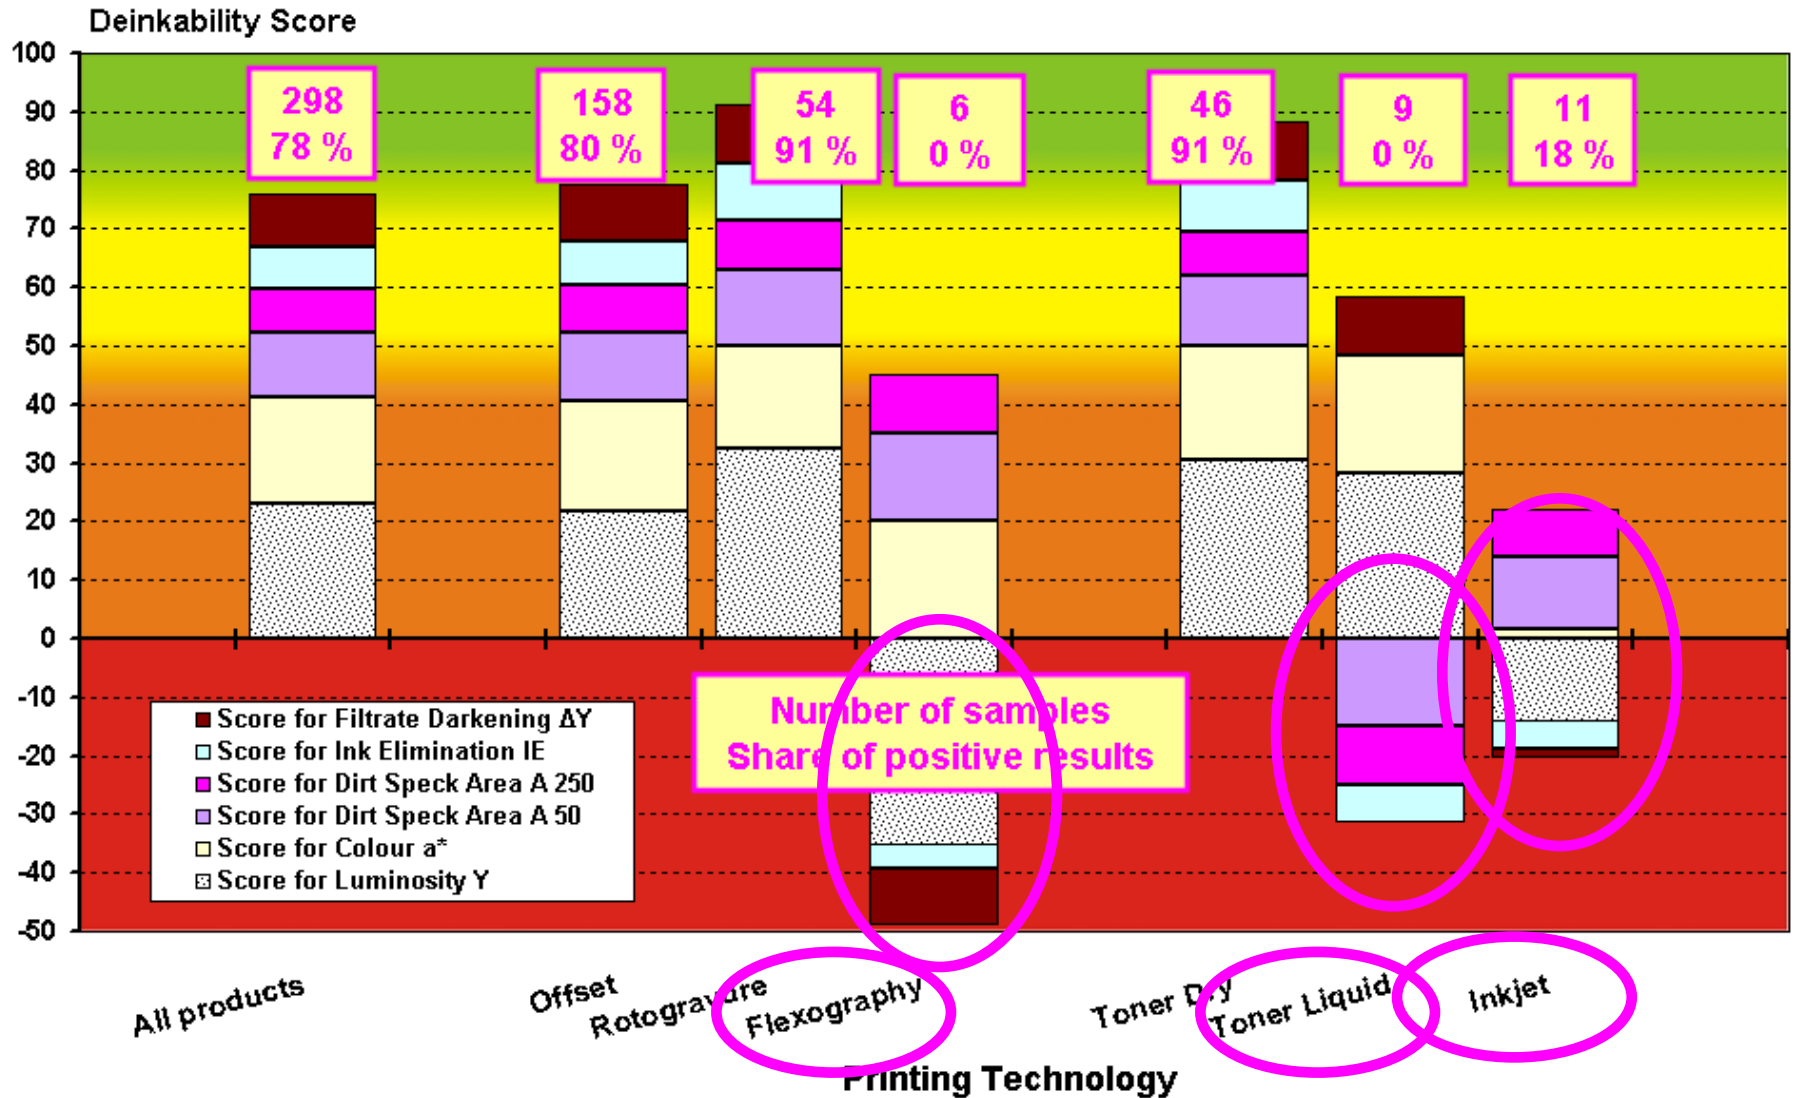 Deinkability Score
100
90
80
70
60
50
40
30
20
10
0
-10
-20
-30
-40
-50
298
78 %
158
80 %
54
91 %
6
0 %
46
91 %
9
0 %
11
18 %
Number of samples
Share of positive results
Score for Filtrate Darkening ΔY
Score for Ink Elimination IE
Score for Dirt Speck Area A 250
Score for Dirt Speck Area A 50
Score for Colour a*
Score for Luminosity Y
All products
Offset
Rotogravure
Flexography
Toner Dry
Toner Liquid
Inkjet
Printing Technology